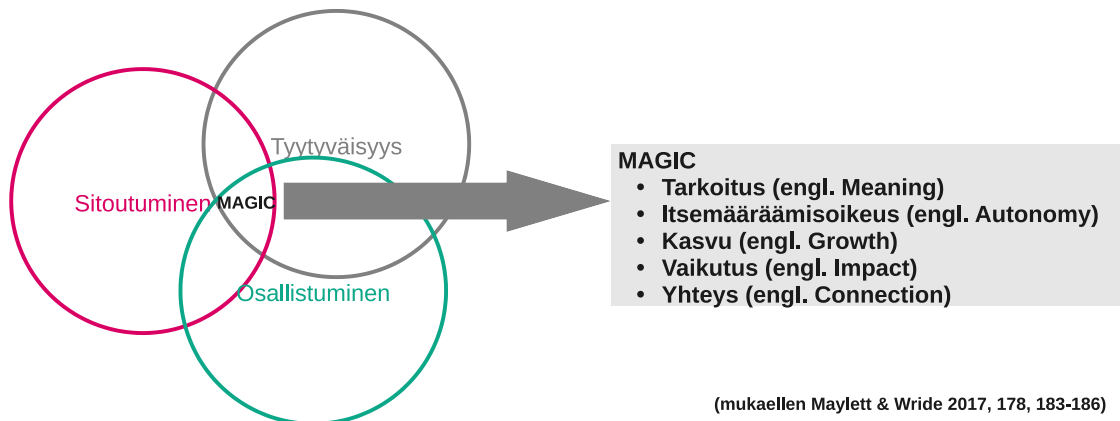 Tyytyväisyys
Sitoutuminen
MAGIC
Osallistuminen
MAGIC
• Tarkoitus (engl. Meaning)
• Itsemääräämisoikeus (engl. Autonomy)
• Kasvu (engl. Growth)
• Vaikutus (engl. Impact)
• Yhteys (engl. Connection)
(mukaellen Maylett & Wride 2017, 178, 183-186)